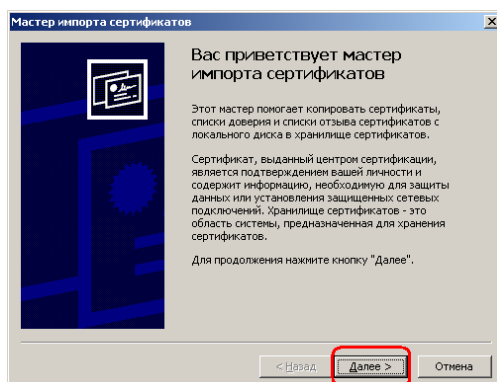 Мастер импорта сертификатов
Вас приветствует мастер
импорта сертификатов
Этот мастер помогает копировать сертификаты,
списки доверия и списки отзыва сертификатов с
локального диска в хранилище сертификатов.
Сертификат, выданный центром сертификации,
является подтверждением вашей личности и
содержит информацию, необходимую для защиты
данных или установления защищенных сетевых
подключений. Хранилище сертификатов - это
область системы, предназначенная для хранения
сертификатов.
Для продолжения нажмите кнопку "Далее".
< Назад Далее > Отмена